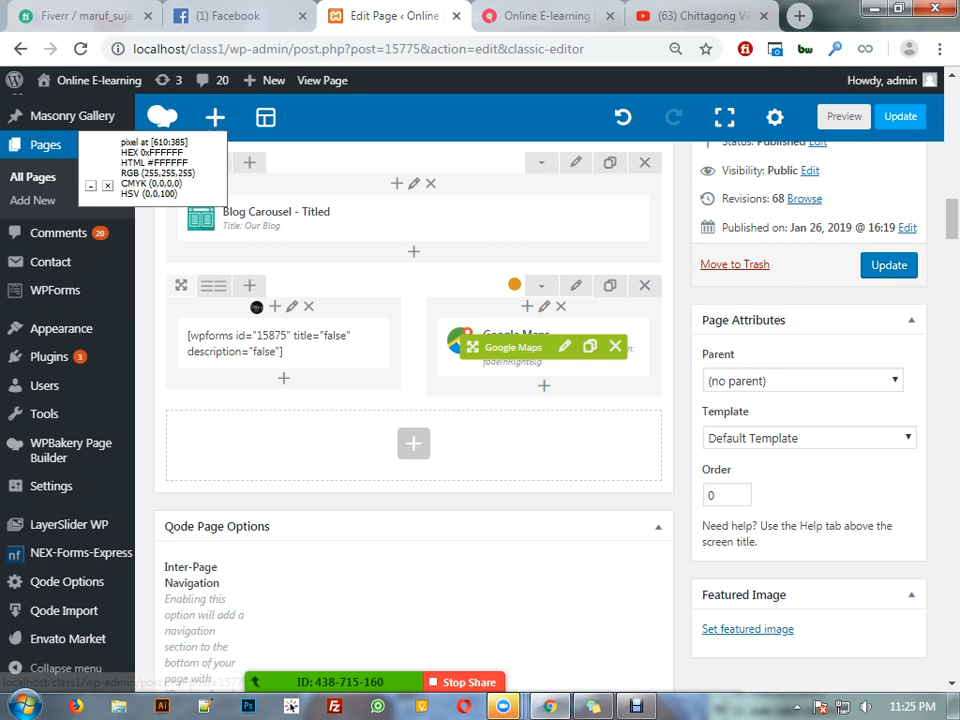 Fiverr / maruf_sujan
(1) Facebook
Edit Page ‹ Online
Online E-learning |
(63) Chittagong Vi
localhost/class1/wp-admin/post.php?post=15775&action=edit&classic-editor
bw
Online E-learning
3
20
New
View Page
Howdy, admin
Masonry Gallery
Pages
All Pages
Add New
Comments 20
Contact
WPForms
Appearance
Plugins 3
Users
Tools
WPBakery Page
Builder
Settings
LayerSlider WP
nf NEX-Forms-Express
Qode Options
Qode Import
Envato Market
Collapse menu
pixel at [610:385]
HEX 0xFFFFFF
HTML #FFFFFF
RGB (255,255,255)
CMYK (0,0,0,0)
HSV (0,0,100)
Preview
Update
Blog Carousel - Titled
Title: Our Blog
[wpforms id="15875" title="false"
description="false"]
Google Maps
Google Maps
fadeInRightBig
Qode Page Options
Inter-Page
Navigation
Enabling this
option will add a
navigation
section to the
bottom of your
page with
Status: Published Edit
Visibility: Public Edit
Revisions: 68 Browse
Published on: Jan 26, 2019 @ 16:19 Edit
Move to Trash
Update
Page Attributes
Parent
(no parent)
Template
Default Template
Order
0
Need help? Use the Help tab above the
screen title.
Featured Image
Set featured image
ID: 438-715-160
Stop Share
Ai
Ps
11:25 PM